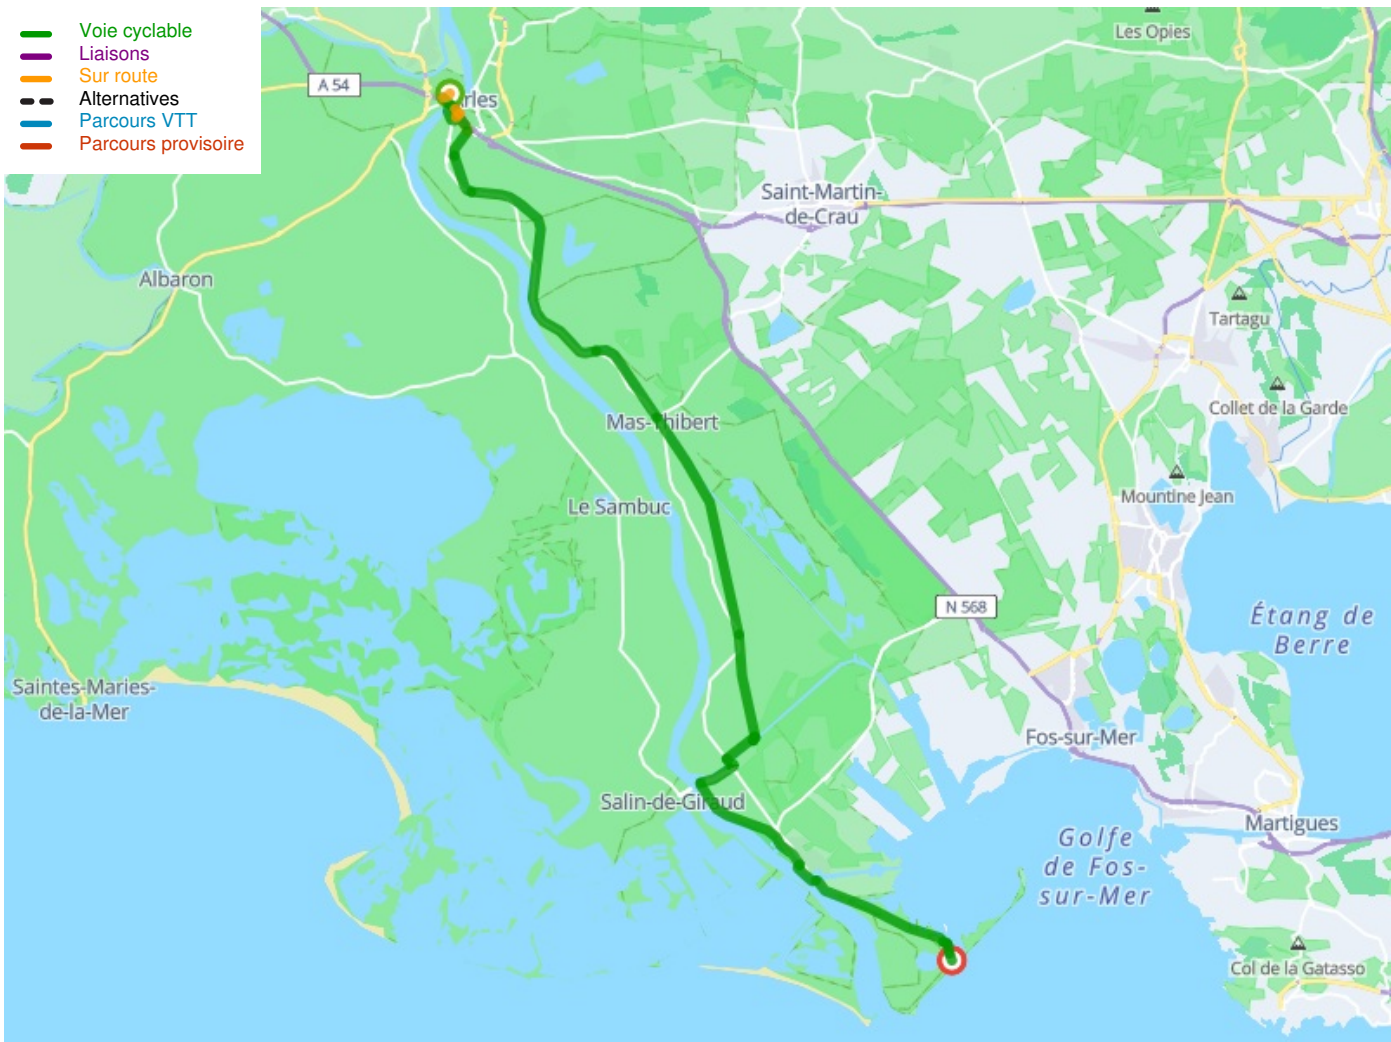 Voie cyclable
Liaisons
Sur route
Alternatives
Parcours VTT
Parcours provisoire
Les Opies
A 54
rles
Saint-Martin-
de-Crau
Albaron
Tartagu
Collet de la Garde
Mas-Thibert
Mountine Jean
Le Sambuc
N 568
Étang de
Berre
Saintes-Maries-
de-la-Mer
Fos-sur-Mer
Salin-de-Giraud
Martigues
Golfe
de Fos-
sur-Mer
Col de la Gatasso